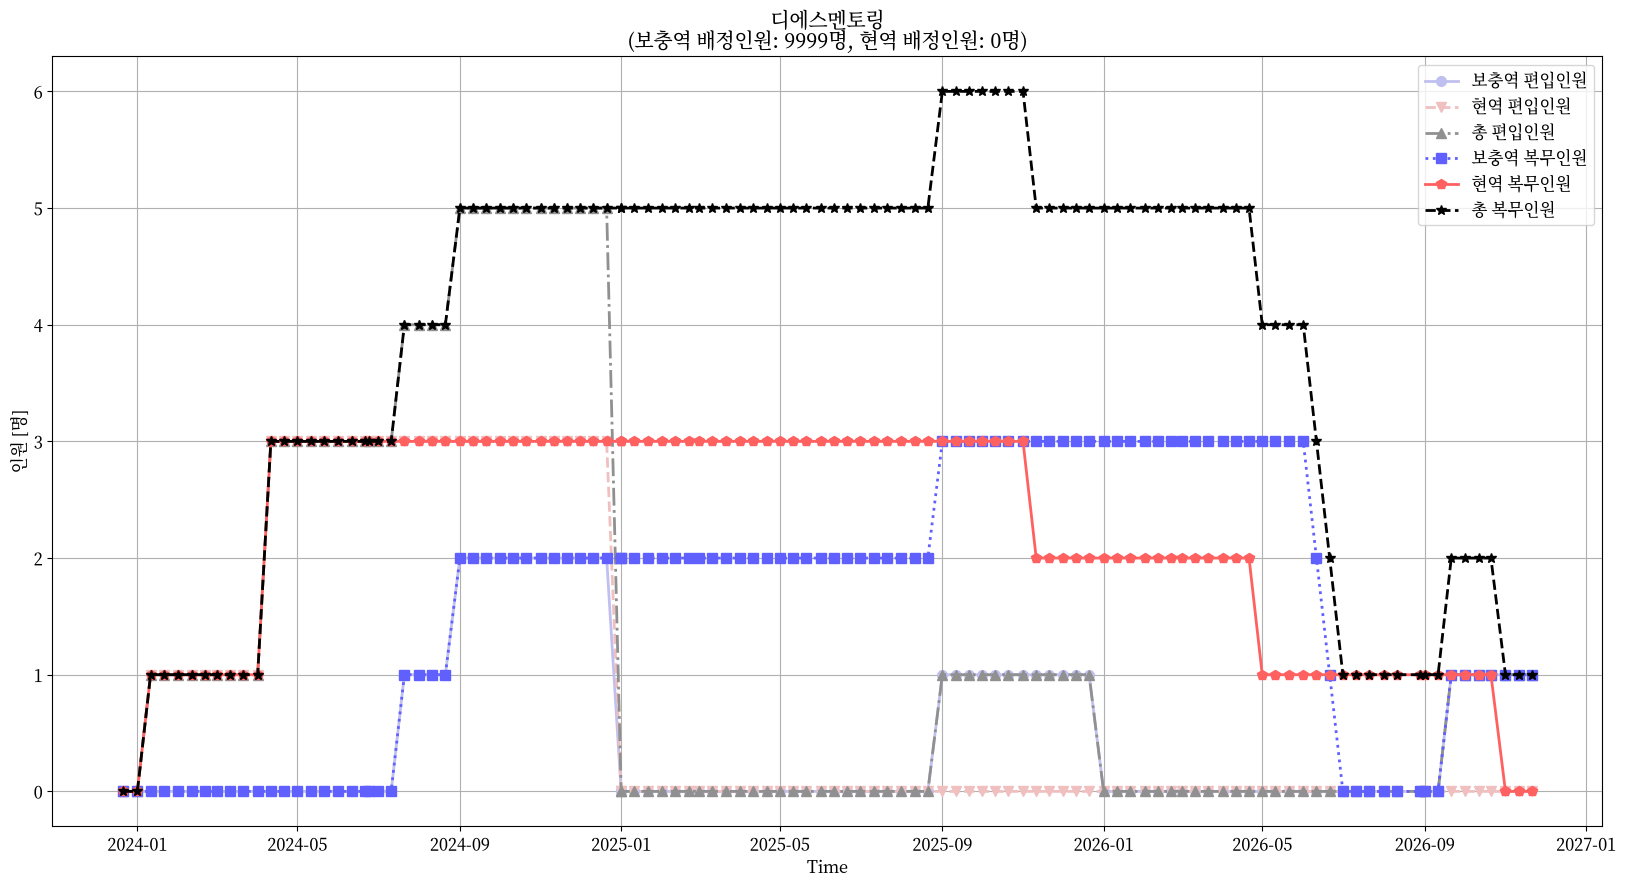 디에스멘토링
(보충역 배정인원: 9999명, 현역 배정인원: 0명)
보충역 편입인원
현역 편입인원
총 편입인원
보충역 복무인원
현역 복무인원
총 복무인원
인원 [명]
6
5
4
3
2
1
0
2024-01
2024-05
2024-09
2025-01
2025-05
2025-09
2026-01
2026-05
2026-09
2027-01
Time